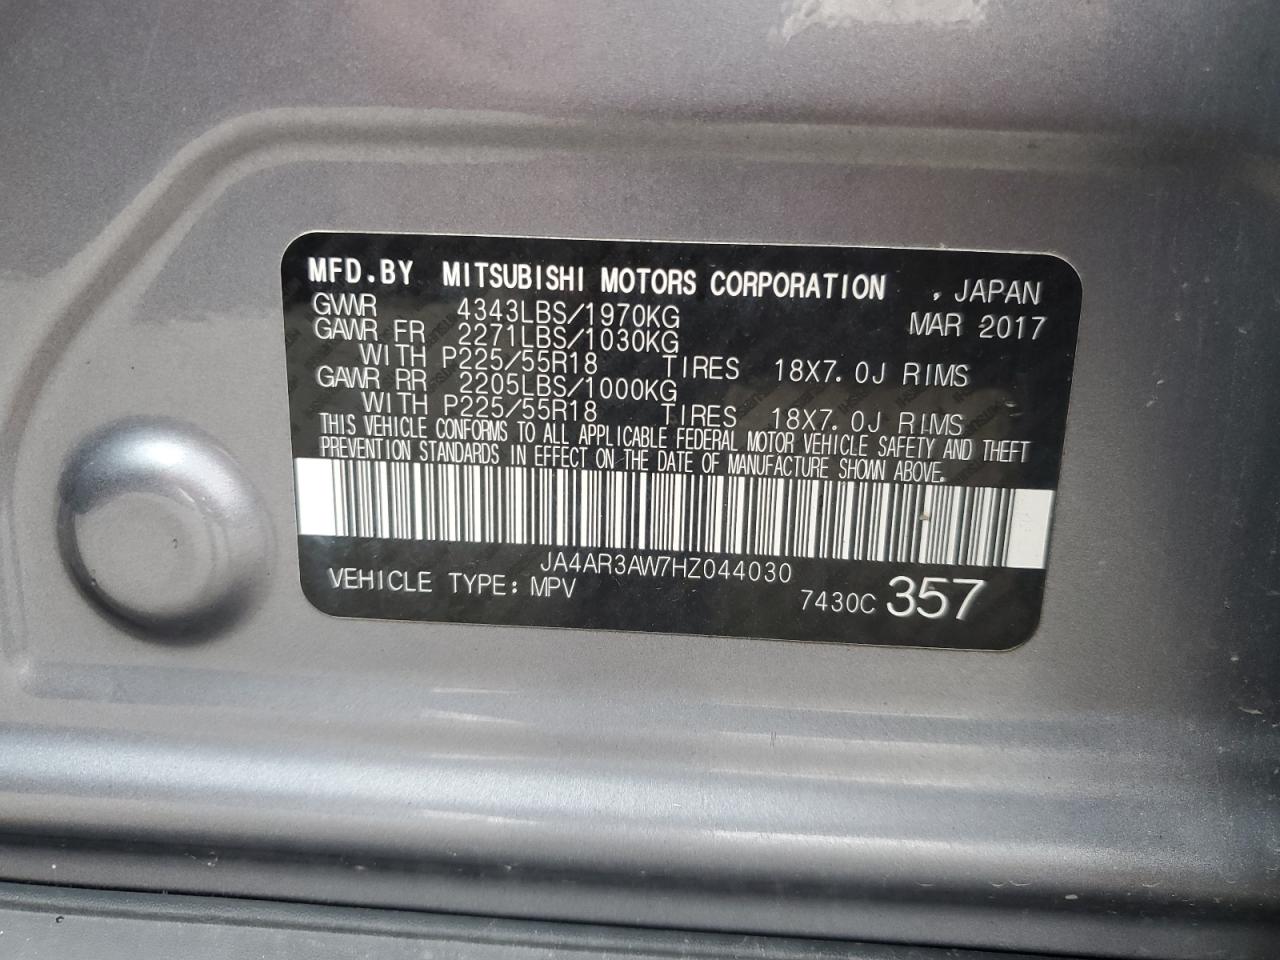 MFD.BY MITSUBISHI MOTORS CORPORATION , JAPAN
GWWR 4343LBS/1970KG MAR 2017
GAWR FR 2271LBS/1030KG
WITH P225/55R18 TIRES 18X7.0J RIMS
GAWR RR 2205LBS/1000KG
WITH P225/55R18 TIRES 18X7.0J RIMS
THIS VEHICLE CONFORMS TO ALL APPLICABLE FEDERAL MOTOR VEHICLE SAFETY AND THEFT
PREVENTION STANDARDS IN EFFECT ON THE DATE OF MANUFACTURE SHOWN ABOVE.
JA4AR3AW7HZ044030
VEHICLE TYPE: MPV 7430C 357